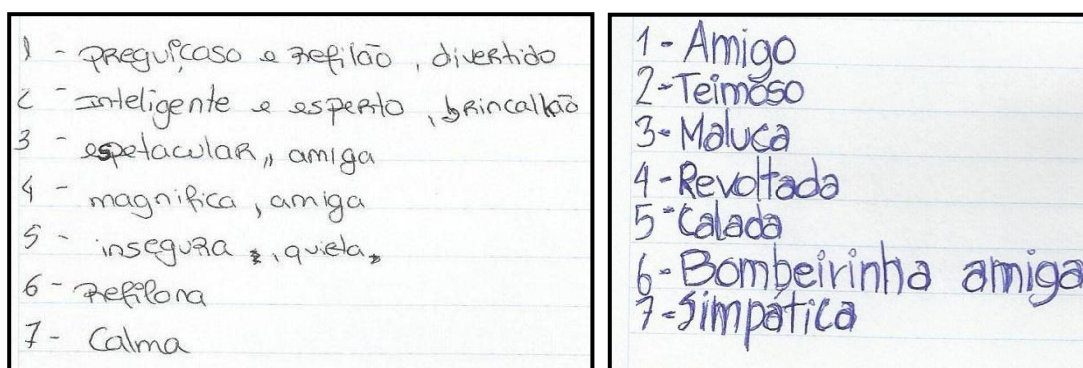 1 - preguiçoso e refilão, divertido
2 - Inteligente e esperto, brincalhão
3 - espetacular, amiga
4 - magnifica, amiga
5 - insegura, quieta
6 - Refilona
7 - Calma
1 - Amigo
2 - Teimoso
3 - Maluca
4 - Revoltada
5 - Calada
6 - Bombeirinha amiga
7 - Simpática